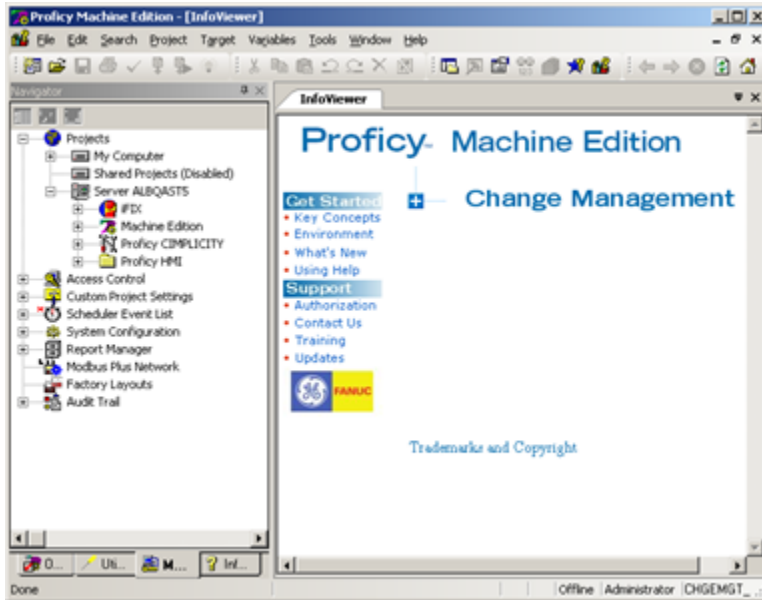 Proficy Machine Edition - [InfoViewer]
File Edit Search Project Target Variables Tools Window Help
Navigator
InfoViewer
Projects
My Computer
Shared Projects (Disabled)
Server ALBQAST5
iFIX
Machine Edition
Proficy CIMPLICITY
Proficy HMI
Access Control
Custom Project Settings
Scheduler Event List
System Configuration
Report Manager
Modbus Plus Network
Factory Layouts
Audit Trail
O... Uti... M... Inf...
Proficy™ Machine Edition
Change Management
Get Started
Key Concepts
Environment
What's New
Using Help
Support
Authorization
Contact Us
Training
Updates
GE FANUC
Trademarks and Copyright
Done
Offline Administrator CHGEMGT_